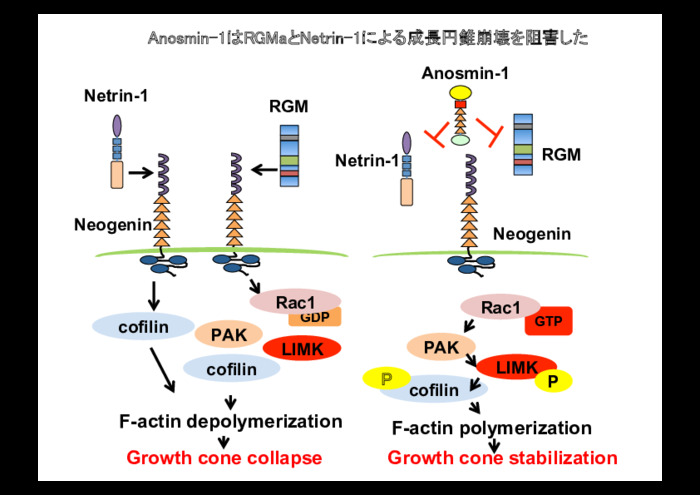 Anosmin-1はRGMaとNetrin-1による成長円錐崩壊を阻害した
Netrin-1
RGM
Neogenin
cofilin
Rac1
GDP
PAK
LIMK
cofilin
F-actin depolymerization
Growth cone collapse
Anosmin-1
Netrin-1
RGM
Neogenin
Rac1
GTP
PAK
LIMK
P
P
cofilin
F-actin polymerization
Growth cone stabilization